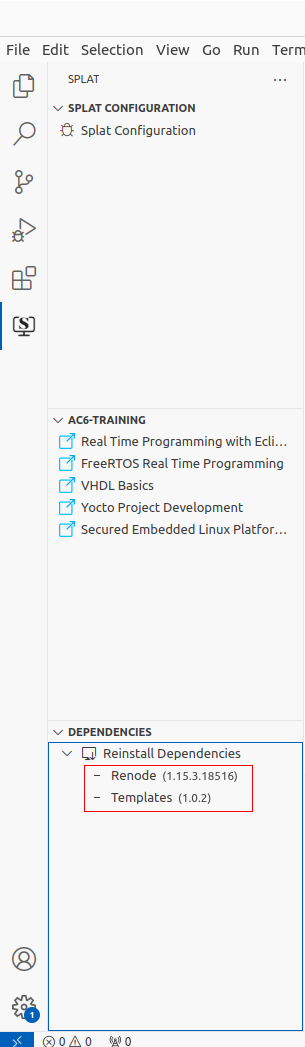 File Edit Selection View Go Run Term
SPLAT
SPLAT CONFIGURATION
Splat Configuration
AC6-TRAINING
Real Time Programming with Ecli...
FreeRTOS Real Time Programming
VHDL Basics
Yocto Project Development
Secured Embedded Linux Platfor...
DEPENDENCIES
Reinstall Dependencies
Renode (1.15.3.18516)
Templates (1.0.2)
1
0 0 0